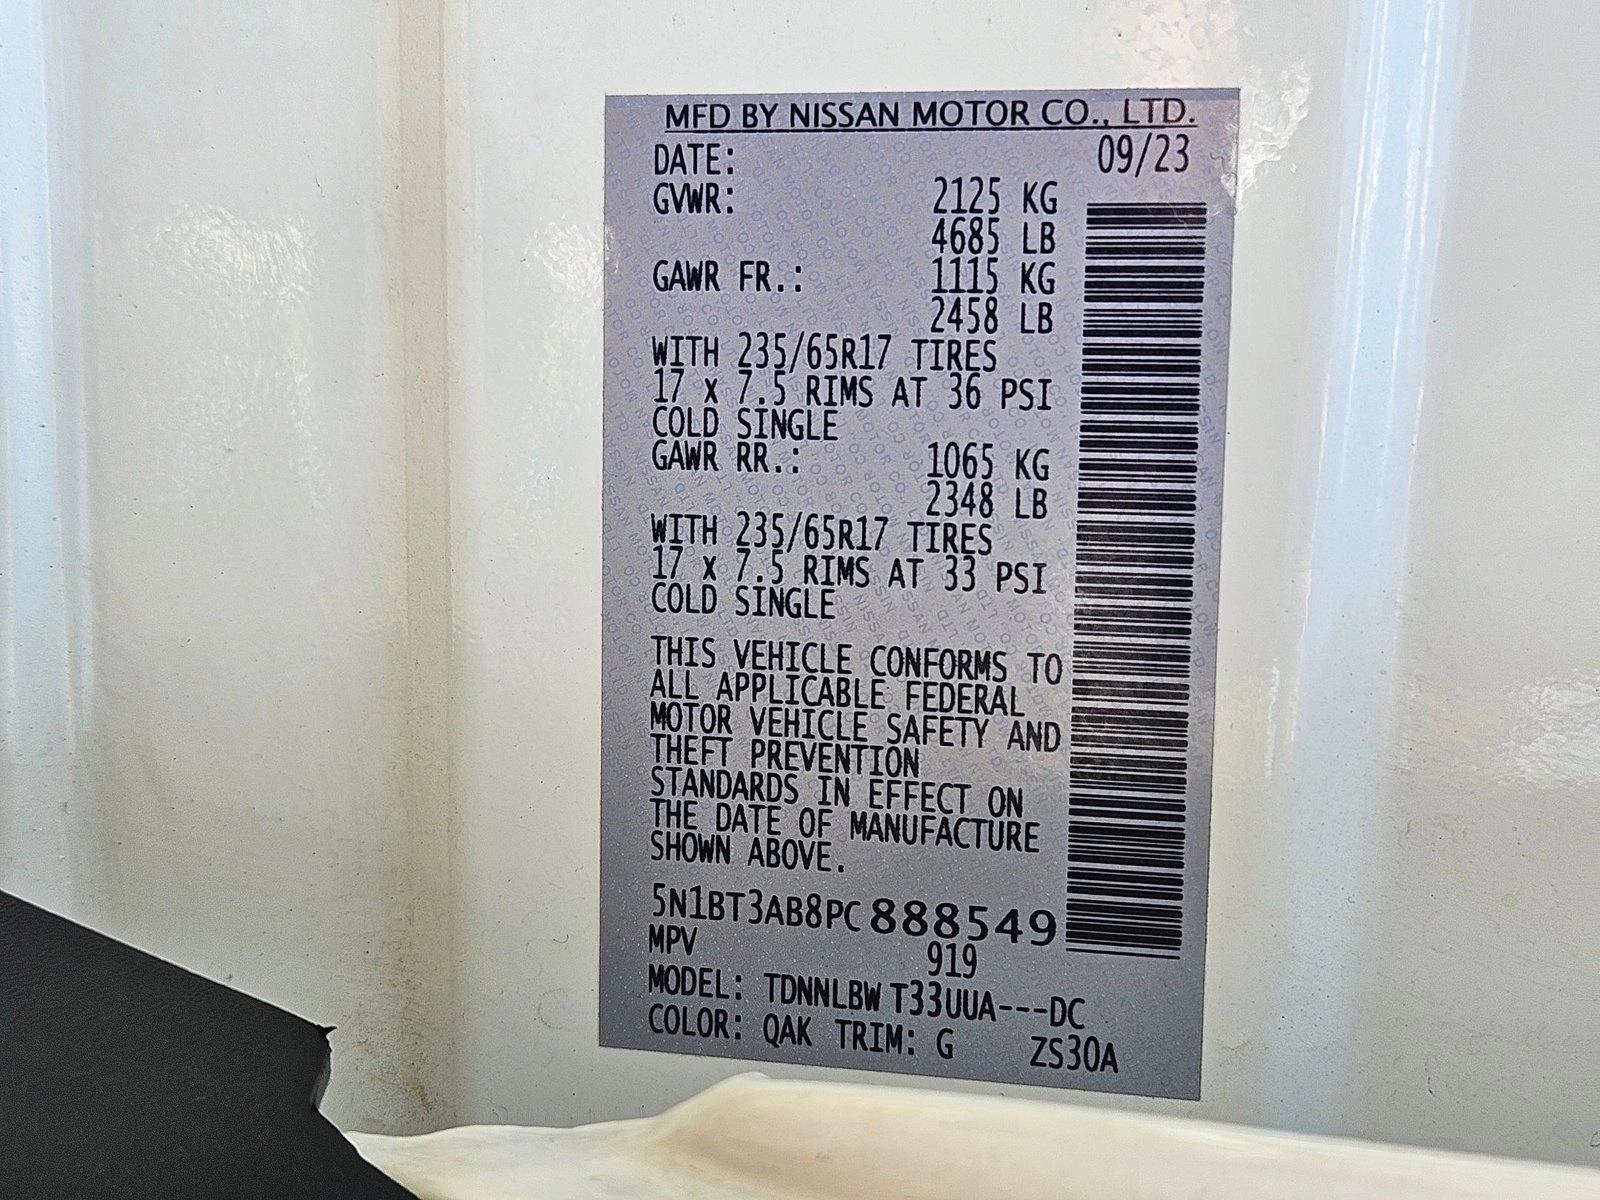 MFD BY NISSAN MOTOR CO., LTD.
DATE: 09/23
GVWR: 2125 KG
4685 LB
GAWR FR.: 1115 KG
2458 LB
WITH 235/65R17 TIRES
17 x 7.5 RIMS AT 36 PSI
COLD SINGLE
GAWR RR.: 1065 KG
2348 LB
WITH 235/65R17 TIRES
17 x 7.5 RIMS AT 33 PSI
COLD SINGLE
THIS VEHICLE CONFORMS TO
ALL APPLICABLE FEDERAL
MOTOR VEHICLE SAFETY AND
THEFT PREVENTION
STANDARDS IN EFFECT ON
THE DATE OF MANUFACTURE
SHOWN ABOVE.
5N1BT3AB8PC888549
MPV 919
MODEL: TDNNLBW T33UUA---DC
COLOR: QAK TRIM: G ZS30A